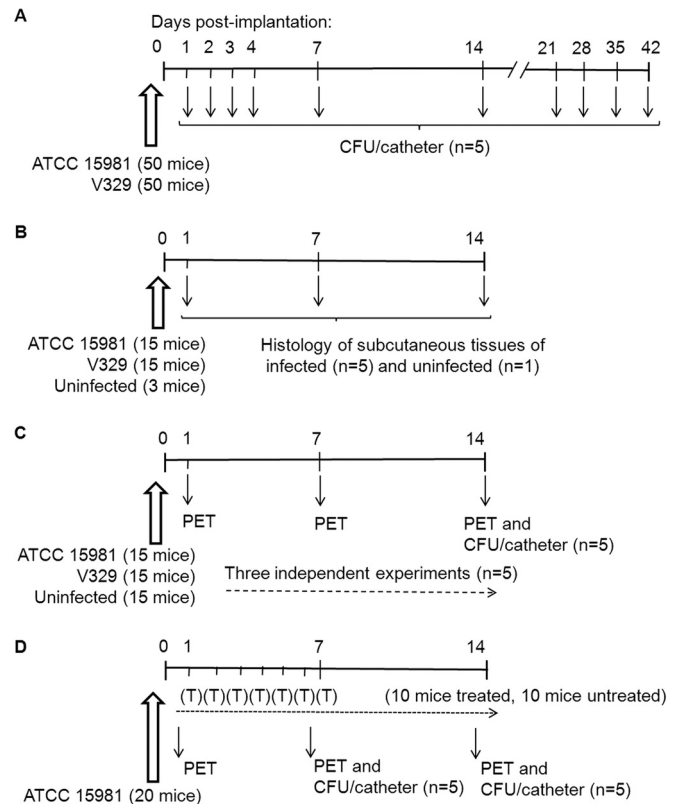 A
Days post-implantation:
0 1 2 3 4 7 14 21 28 35 42
CFU/catheter (n=5)
ATCC 15981 (50 mice)
V329 (50 mice)
B
0 1 7 14
ATCC 15981 (15 mice)
V329 (15 mice)
Uninfected (3 mice)
Histology of subcutaneous tissues of
infected (n=5) and uninfected (n=1)
C
0 1 7 14
PET PET PET and
CFU/catheter (n=5)
ATCC 15981 (15 mice)
V329 (15 mice)
Uninfected (15 mice)
Three independent experiments (n=5)
D
0 1 7 14
(T)(T)(T)(T)(T)(T)(T) (10 mice treated, 10 mice untreated)
PET PET and PET and
CFU/catheter (n=5) CFU/catheter (n=5)
ATCC 15981 (20 mice)